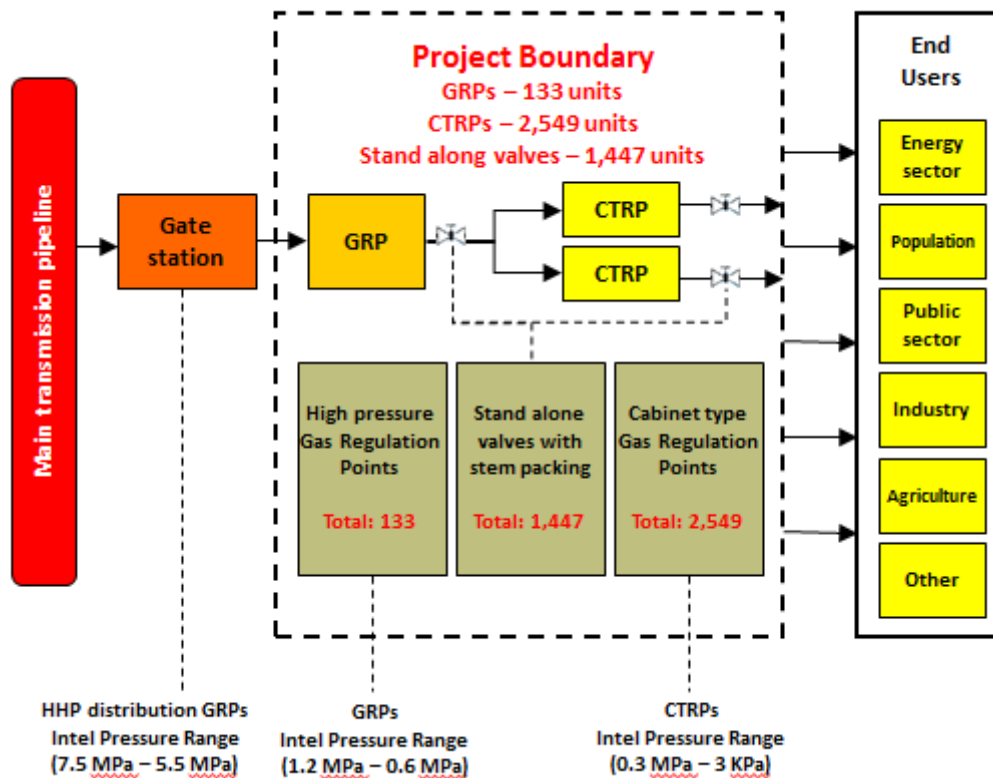 Main transmission pipeline
Gate
station
Project Boundary
GRPs – 133 units
CTRPs – 2,549 units
Stand along valves – 1,447 units
GRP
CTRP
CTRP
High pressure
Gas Regulation
Points
Total: 133
Stand alone
valves with
stem packing
Total: 1,447
Cabinet type
Gas Regulation
Points
Total: 2,549
End
Users
Energy
sector
Population
Public
sector
Industry
Agriculture
Other
HHP distribution GRPs
Intel Pressure Range
(7.5 MPa – 5.5 MPa)
GRPs
Intel Pressure Range
(1.2 MPa – 0.6 MPa)
CTRPs
Intel Pressure Range
(0.3 MPa – 3 KPa)